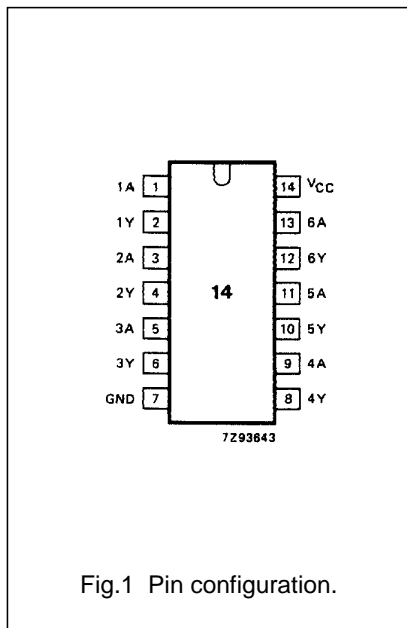 1A 1 14 VCC
1Y 2 13 6A
2A 3 12 6Y
2Y 4 14 11 5A
3A 5 10 5Y
3Y 6 9 4A
GND 7 8 4Y
7Z93643
Fig.1 Pin configuration.